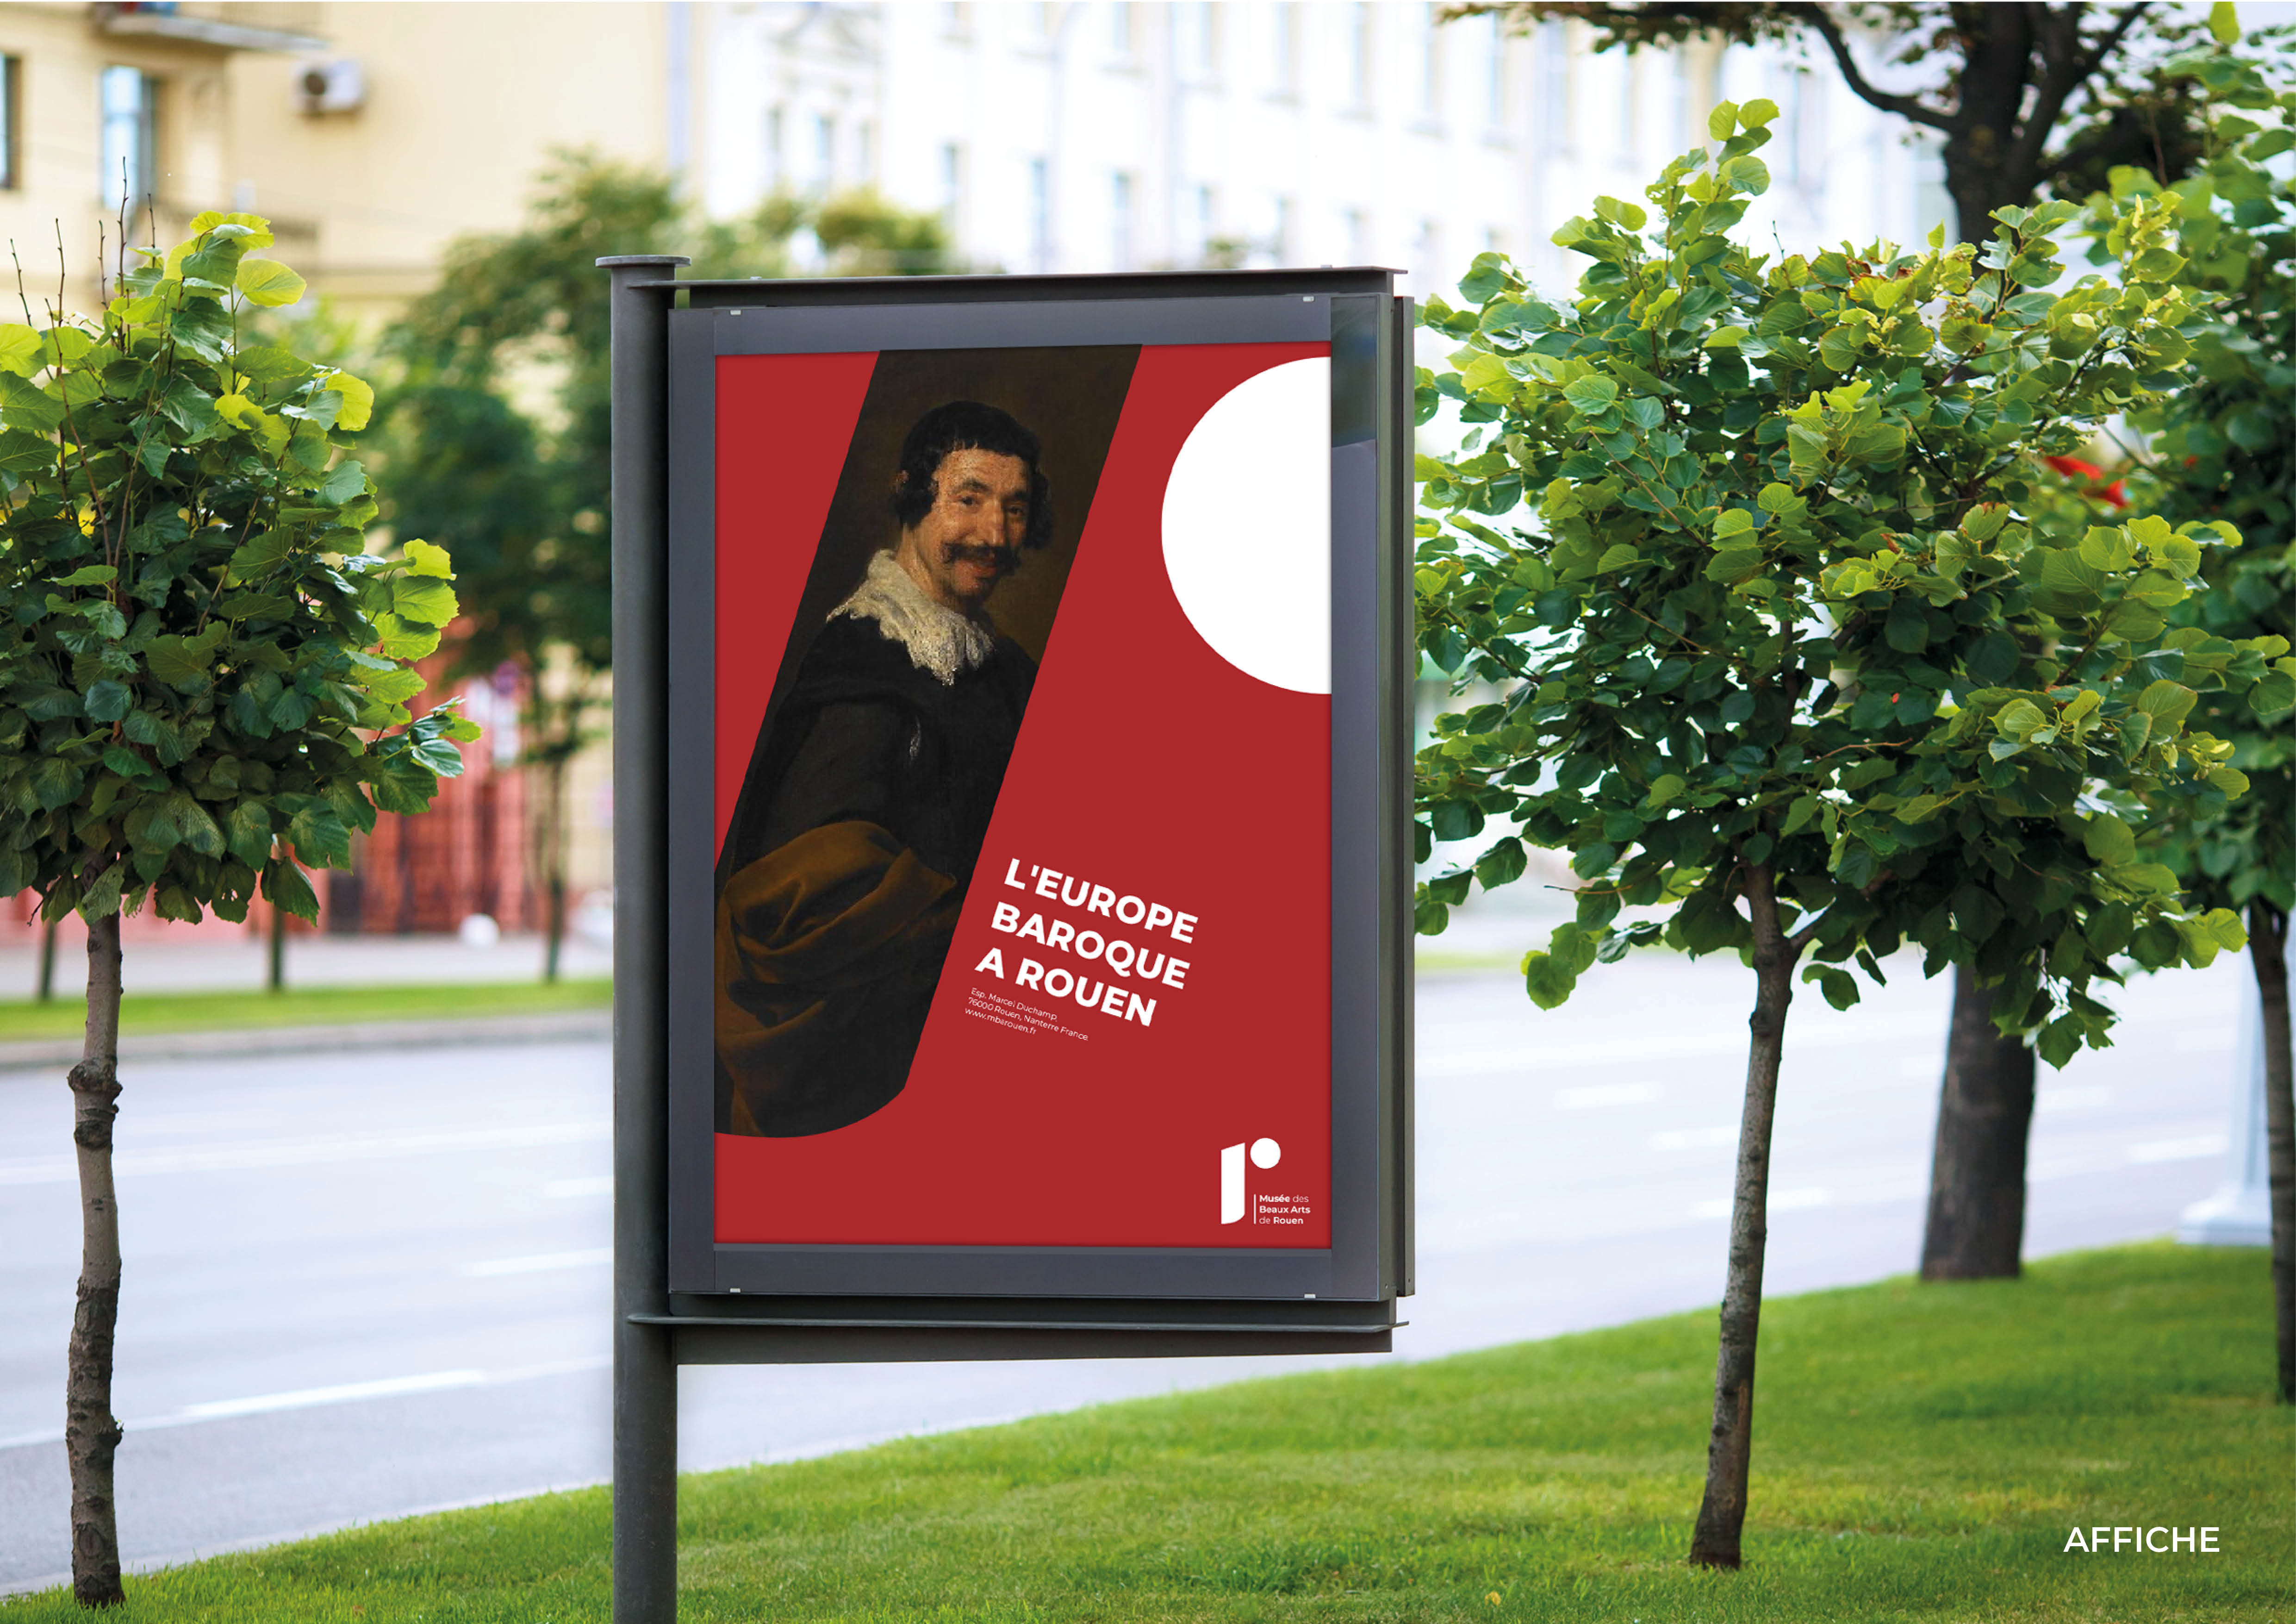 L'EUROPE
BAROQUE
A ROUEN
Esp. Marcel Duchamp,
76000 Rouen, Nanterre France
www.mbarouen.fr
Musée des
Beaux Arts
de Rouen
AFFICHE